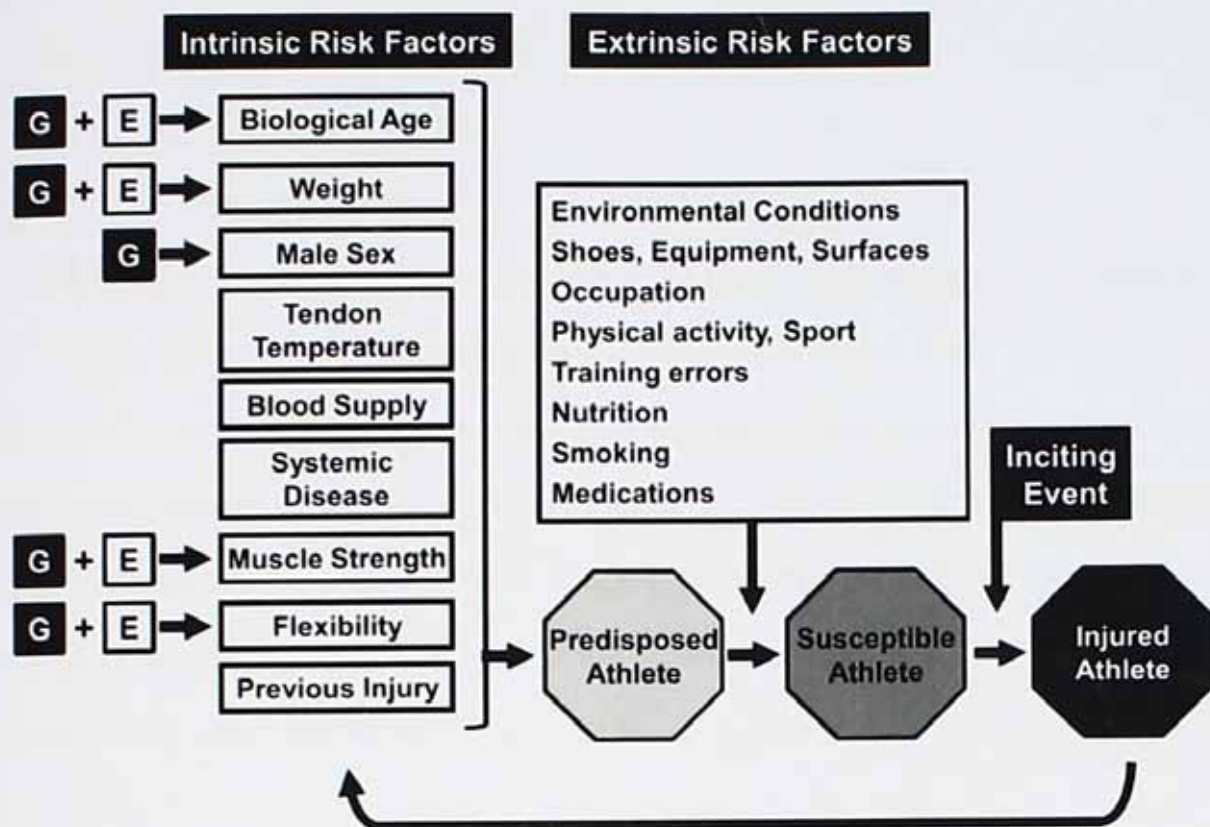 Intrinsic Risk Factors
Extrinsic Risk Factors
G + E Biological Age
G + E Weight
G Male Sex
Tendon
Temperature
Blood Supply
Systemic
Disease
G + E Muscle Strength
G + E Flexibility
Previous Injury
Environmental Conditions
Shoes, Equipment, Surfaces
Occupation
Physical activity, Sport
Training errors
Nutrition
Smoking
Medications
Inciting
Event
Predisposed
Athlete
Susceptible
Athlete
Injured
Athlete